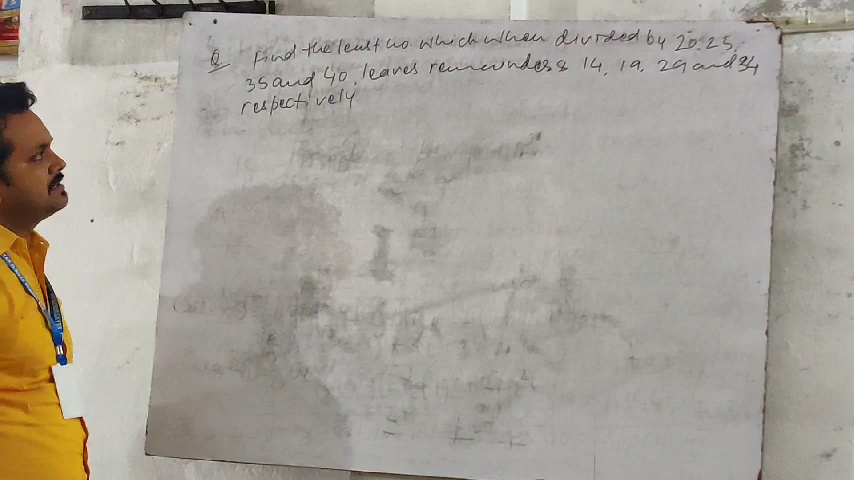 Q Find the least no. which when divided by 20, 25,
35 and 40, leaves remainders 14, 19, 29 and 34
respectively